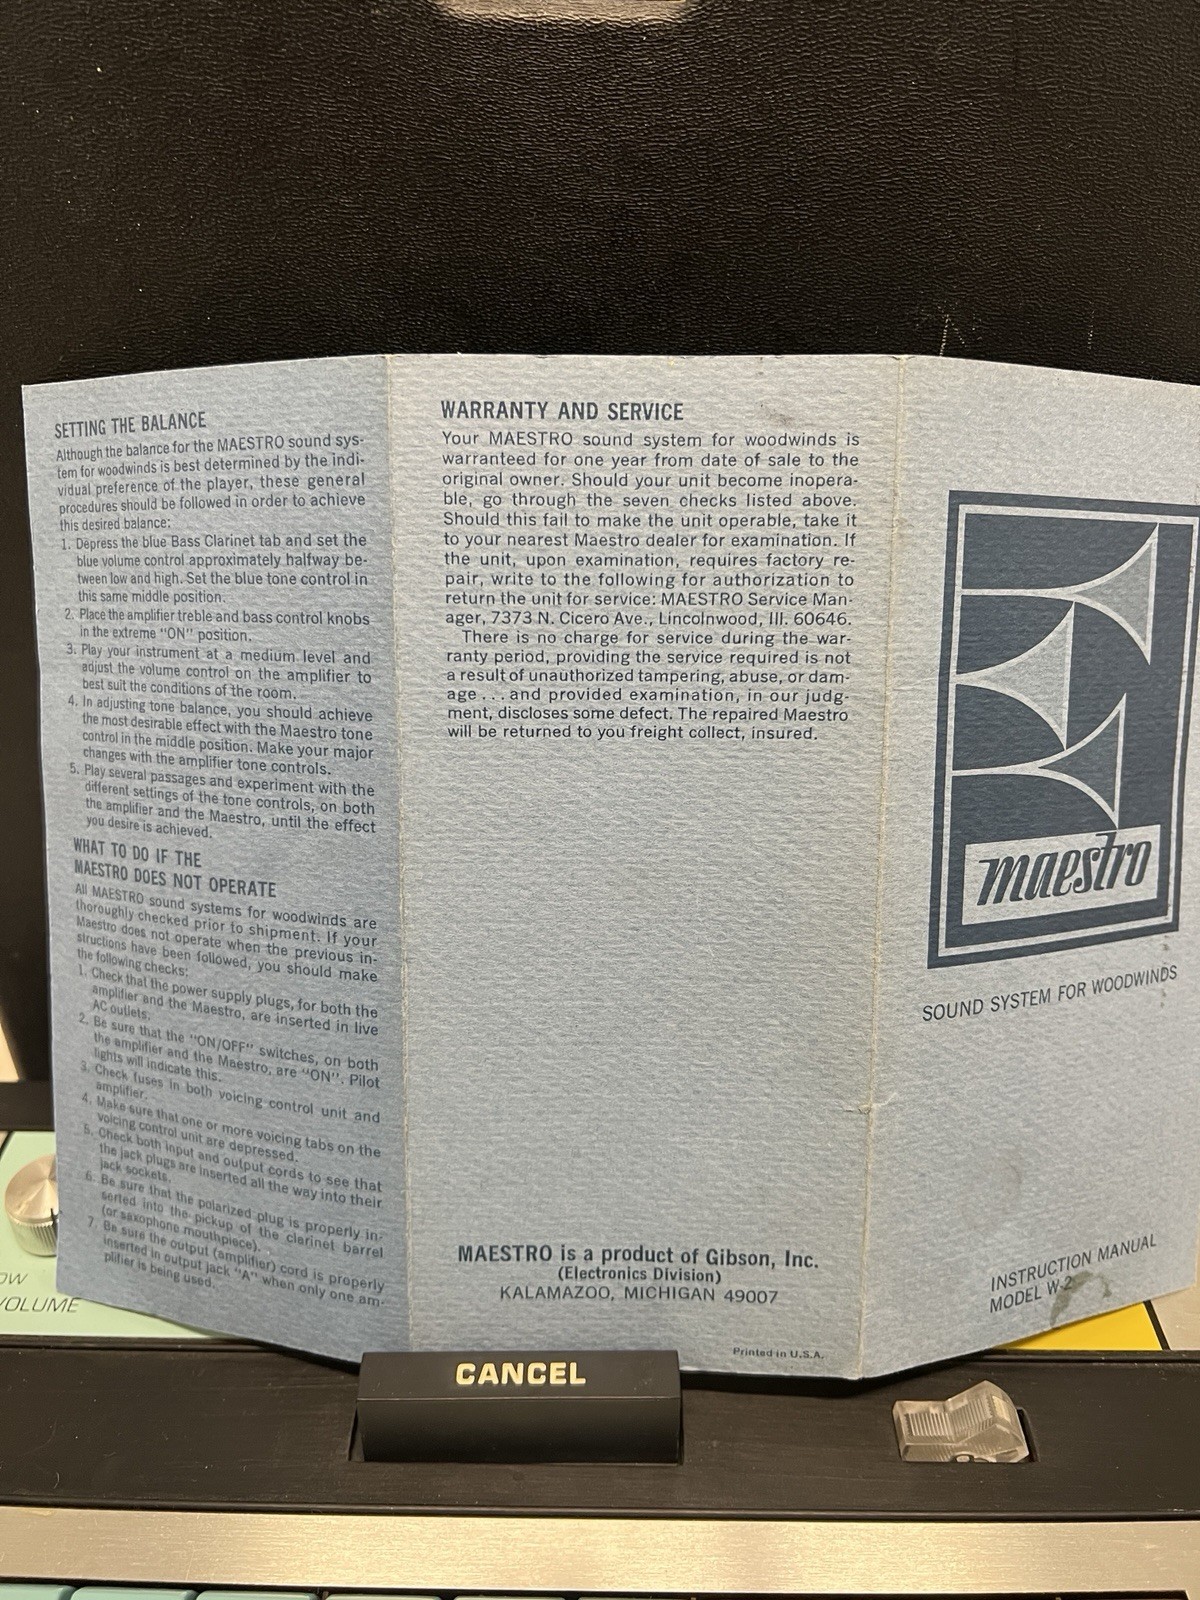 SETTING THE BALANCE
Although the balance for the MAESTRO sound sys-
tem for woodwinds is best determined by the indi-
vidual preference of the player, these general
procedures should be followed in order to achieve
this desired balance:
1. Depress the blue Bass Clarinet tab and set the
blue volume control approximately halfway be-
tween low and high. Set the blue tone control in
this same middle position.
2. Place the amplifier treble and bass control knobs
in the extreme "ON" position.
3. Play your instrument at a medium level and
adjust the volume control on the amplifier to
best suit the conditions of the room.
4. In adjusting tone balance, you should achieve
the most desirable effect with the Maestro tone
control in the middle position. Make your major
changes with the amplifier tone controls.
5. Play several passages and experiment with the
different settings of the tone controls, on both
the amplifier and the Maestro, until the effect
you desire is achieved.
WHAT TO DO IF THE
MAESTRO DOES NOT OPERATE
All MAESTRO sound systems for woodwinds are
thoroughly checked prior to shipment. If your
Maestro does not operate when the previous in-
structions have been followed, you should make
the following checks:
1. Check that the power supply plugs, for both the
amplifier and the Maestro, are inserted in live
AC outlets.
2. Be sure that the "ON/OFF" switches, on both
the amplifier and the Maestro, are "ON". Pilot
lights will indicate this.
3. Check fuses in both voicing control unit and
amplifier.
4. Make sure that one or more voicing tabs on the
voicing control unit are depressed.
5. Check both input and output cords to see that
the jack plugs are inserted all the way into their
jack sockets.
6. Be sure that the polarized plug is properly in-
serted into the pickup of the clarinet barrel
(or saxophone mouthpiece).
7. Be sure the output (amplifier) cord is properly
inserted in output jack "A" when only one am-
plifier is being used.
WARRANTY AND SERVICE
Your MAESTRO sound system for woodwinds is
warranteed for one year from date of sale to the
original owner. Should your unit become inopera-
ble, go through the seven checks listed above.
Should this fail to make the unit operable, take it
to your nearest Maestro dealer for examination. If
the unit, upon examination, requires factory re-
pair, write to the following for authorization to
return the unit for service: MAESTRO Service Man-
ager, 7373 N. Cicero Ave., Lincolnwood, Ill. 60646.
There is no charge for service during the war-
ranty period, providing the service required is not
a result of unauthorized tampering, abuse, or dam-
age . . . and provided examination, in our judg-
ment, discloses some defect. The repaired Maestro
will be returned to you freight collect, insured.
MAESTRO is a product of Gibson, Inc.
(Electronics Division)
KALAMAZOO, MICHIGAN 49007
Printed in U.S.A.
maestro
SOUND SYSTEM FOR WOODWINDS
INSTRUCTION MANUAL
MODEL W-2
OW
VOLUME
CANCEL